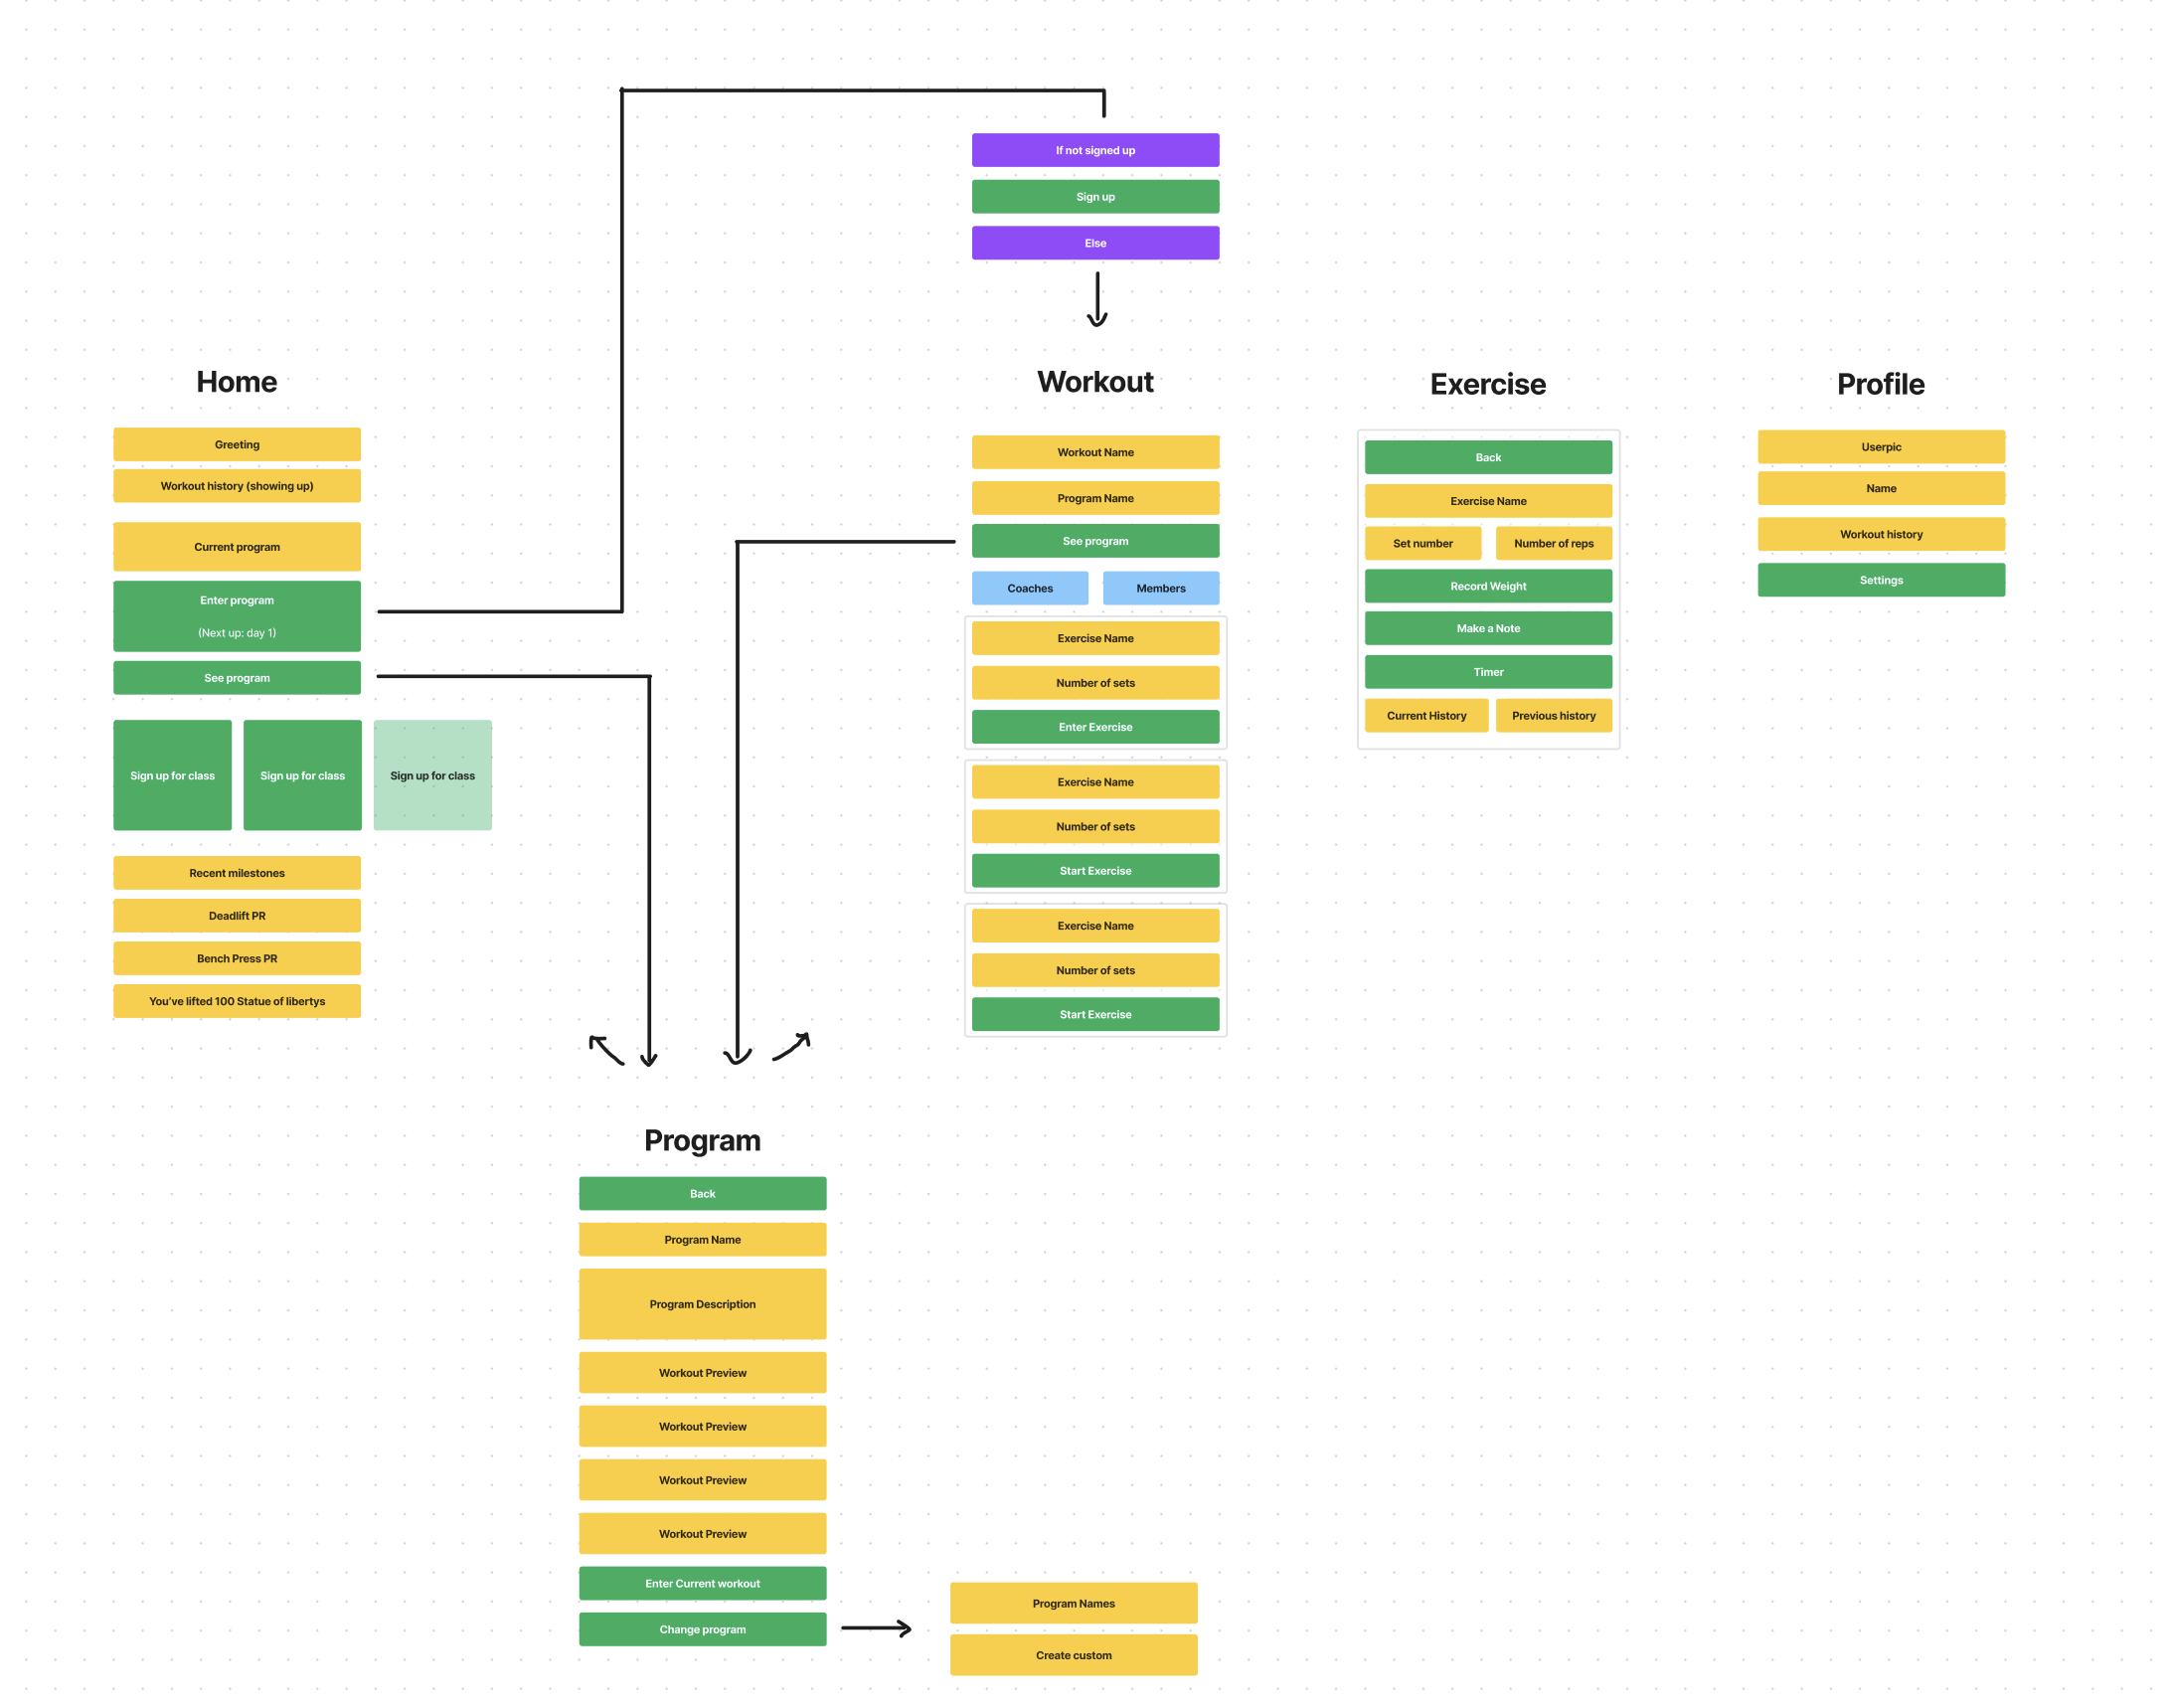 If not signed up
Sign up
Else
Home
Greeting
Workout history (showing up)
Current program
Enter program
(Next up: day 1)
See program
Sign up for class
Sign up for class
Sign up for class
Recent milestones
Deadlift PR
Bench Press PR
You've lifted 100 Statue of libertys
Workout
Workout Name
Program Name
See program
Coaches
Members
Exercise Name
Number of sets
Enter Exercise
Exercise Name
Number of sets
Start Exercise
Exercise Name
Number of sets
Start Exercise
Exercise
Back
Exercise Name
Set number
Number of reps
Record Weight
Make a Note
Timer
Current History
Previous history
Profile
Userpic
Name
Workout history
Settings
Program
Back
Program Name
Program Description
Workout Preview
Workout Preview
Workout Preview
Workout Preview
Enter Current workout
Change program
Program Names
Create custom